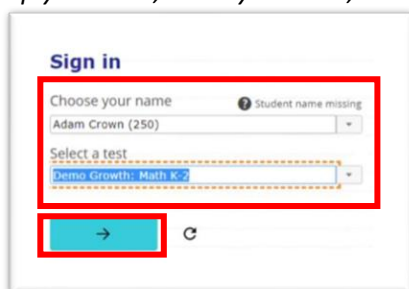 Sign in
Choose your name
Student name missing
Adam Crown (250)
Select a test
Demo Growth: Math K-2